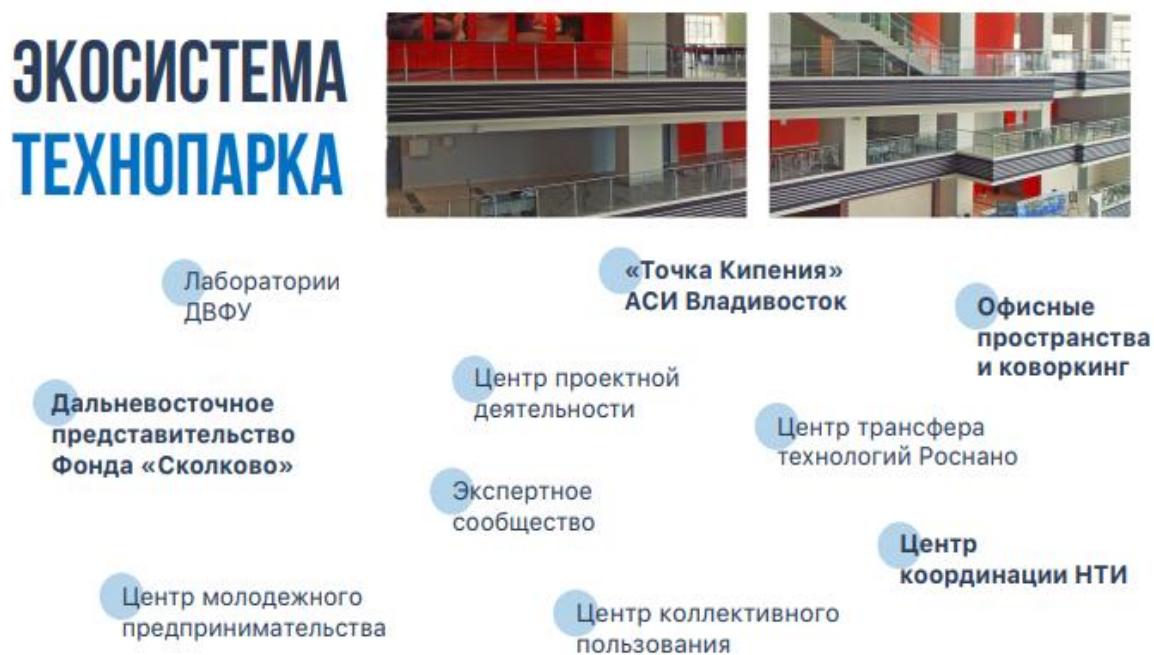 ЭКОСИСТЕМА
ТЕХНОПАРКА
Лаборатории
ДВФУ
«Точка Кипения»
АСИ Владивосток
Офисные
пространства
и коворкинг
Дальневосточное
представительство
Фонда «Сколково»
Центр проектной
деятельности
Центр трансфера
технологий Роснано
Экспертное
сообщество
Центр
координации НТИ
Центр молодежного
предпринимательства
Центр коллективного
пользования